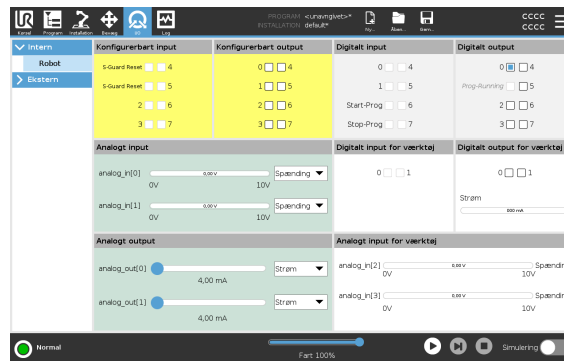 PROGRAM <unavngivet>*
INSTALLATION default*
Kørsel Program Installation Bevæg I/O Log
Ny... Åben... Gem...
CCCC
CCCC
Intern
Robot
Ekstern
Konfigurerbart input
S-Guard Reset 4
S-Guard Reset 5
2 6
3 7
Konfigurerbart output
0 4
1 5
2 6
3 7
Digitalt input
0 4
1 5
Start-Prog 6
Stop-Prog 7
Digitalt output
0 4
Prog-Running 5
2 6
3 7
Analogt input
analog_in[0] 0,00 V Spænding
0V 10V
analog_in[1] 0,00 V Spænding
0V 10V
Digitalt input for værktøj
0 1
Digitalt output for værktøj
0 1
Strøm
000 mA
Analogt output
analog_out[0] Strøm
4,00 mA
analog_out[1] Strøm
4,00 mA
Analogt input for værktøj
analog_in[2] 0,00 V Spændin
0V 10V
analog_in[3] 0,00 V Spændin
0V 10V
Normal
Fart 100%
Simulering